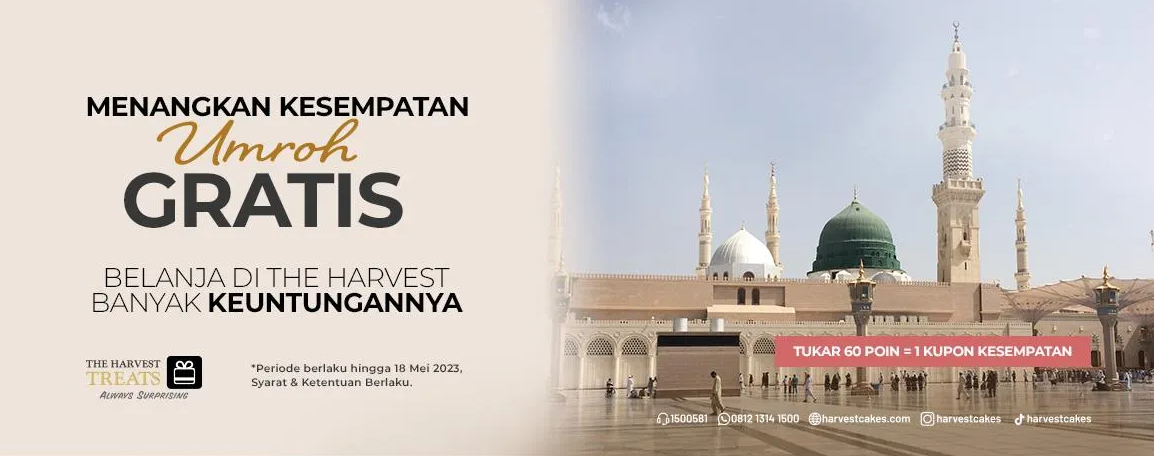 MENANGKAN KESEMPATAN
Umroh
GRATIS
BELANJA DI THE HARVEST
BANYAK KEUNTUNGANNYA
THE HARVEST
TREATS
ALWAYS SURPRISING
*Periode berlaku hingga 18 Mei 2023,
Syarat & Ketentuan Berlaku.
TUKAR 60 POIN = 1 KUPON KESEMPATAN
1500581 0812 1314 1500 harvestcakes.com harvestcakes harvestcakes